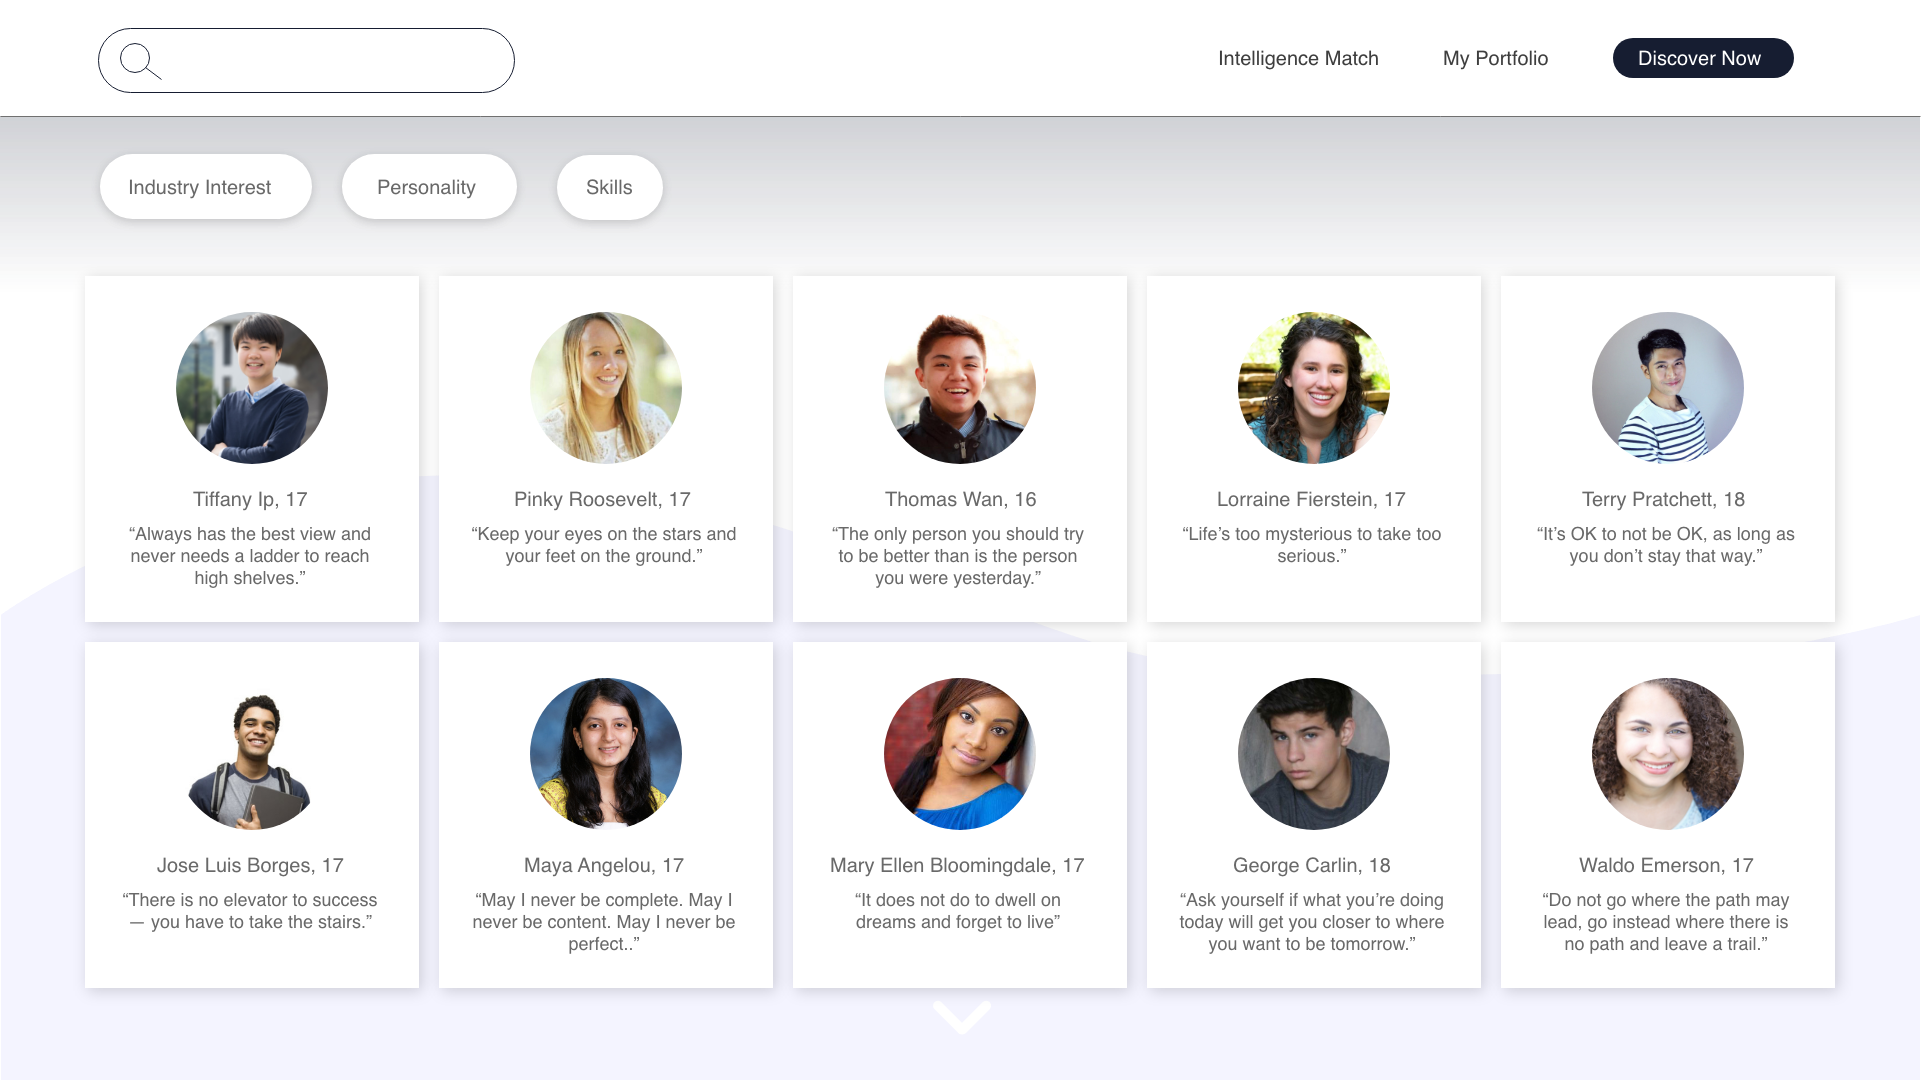 Intelligence Match
My Portfolio
Discover Now
Industry Interest
Personality
Skills
Tiffany Ip, 17
“Always has the best view and
never needs a ladder to reach
high shelves.”
Pinky Roosevelt, 17
“Keep your eyes on the stars and
your feet on the ground.”
Thomas Wan, 16
“The only person you should try
to be better than is the person
you were yesterday.”
Lorraine Fierstein, 17
“Life’s too mysterious to take too
serious.”
Terry Pratchett, 18
“It’s OK to not be OK, as long as
you don’t stay that way.”
Jose Luis Borges, 17
“There is no elevator to success
— you have to take the stairs.”
Maya Angelou, 17
“May I never be complete. May I
never be content. May I never be
perfect..”
Mary Ellen Bloomingdale, 17
“It does not do to dwell on
dreams and forget to live”
George Carlin, 18
“Ask yourself if what you’re doing
today will get you closer to where
you want to be tomorrow.”
Waldo Emerson, 17
“Do not go where the path may
lead, go instead where there is
no path and leave a trail.”